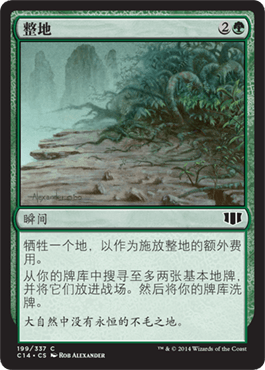 整地 2
瞬间
牺牲一个地，以作为施放整地的额外费
用。
从你的牌库中搜寻至多两张基本地牌，
并将它们放进战场。然后将你的牌库洗
牌。
大自然中没有永恒的不毛之地。
199/337 C
C14 • CS ROB ALEXANDER
™ & © 2014 Wizards of the Coast